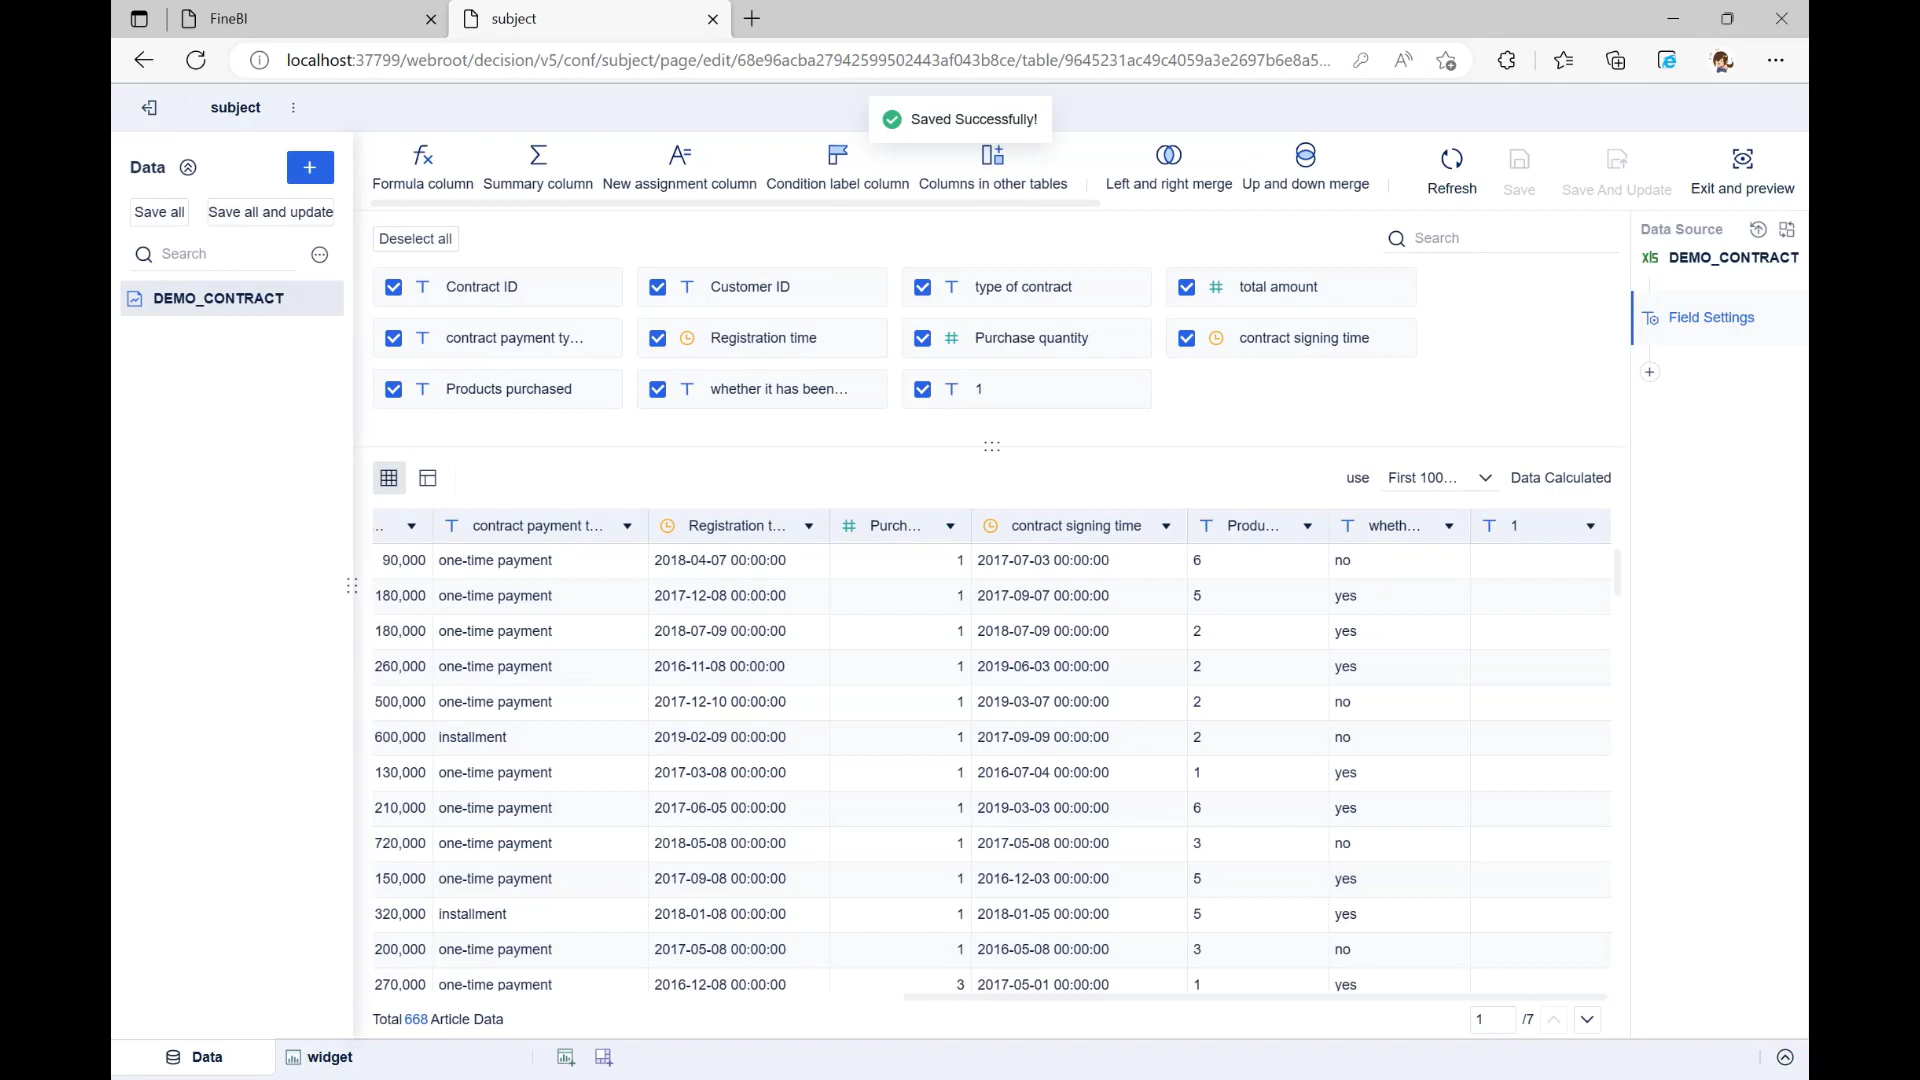 FineBI
subject
localhost:37799/webroot/decision/v5/conf/subject/page/edit/68e96acba27942599502443af043b8ce/table/9645231ac49c4059a3e2697b6e8a5...
subject
Saved Successfully!
Data
+
Formula column
Summary column
New assignment column
Condition label column
Columns in other tables
Left and right merge
Up and down merge
Refresh
Save
Save And Update
Exit and preview
Save all
Save all and update
Search
DEMO_CONTRACT
Deselect all
Search
Data Source
DEMO_CONTRACT
Field Settings
Contract ID
Customer ID
type of contract
total amount
contract payment ty...
Registration time
Purchase quantity
contract signing time
Products purchased
whether it has been...
1
use First 100... Data Calculated
.. contract payment t... Registration t... Purch... contract signing time Produ... wheth... 1
90,000 one-time payment 2018-04-07 00:00:00 1 2017-07-03 00:00:00 6 no
180,000 one-time payment 2017-12-08 00:00:00 1 2017-09-07 00:00:00 5 yes
180,000 one-time payment 2018-07-09 00:00:00 1 2018-07-09 00:00:00 2 yes
260,000 one-time payment 2016-11-08 00:00:00 1 2019-06-03 00:00:00 2 yes
500,000 one-time payment 2017-12-10 00:00:00 1 2019-03-07 00:00:00 2 no
600,000 installment 2019-02-09 00:00:00 1 2017-09-09 00:00:00 2 no
130,000 one-time payment 2017-03-08 00:00:00 1 2016-07-04 00:00:00 1 yes
210,000 one-time payment 2017-06-05 00:00:00 1 2019-03-03 00:00:00 6 yes
720,000 one-time payment 2018-05-08 00:00:00 1 2017-05-08 00:00:00 3 no
150,000 one-time payment 2017-09-08 00:00:00 1 2016-12-03 00:00:00 5 yes
320,000 installment 2018-01-08 00:00:00 1 2018-01-05 00:00:00 5 yes
200,000 one-time payment 2017-05-08 00:00:00 1 2016-05-08 00:00:00 3 no
270,000 one-time payment 2016-12-08 00:00:00 3 2017-05-01 00:00:00 1 yes
Total 668 Article Data
1 /7
Data
widget